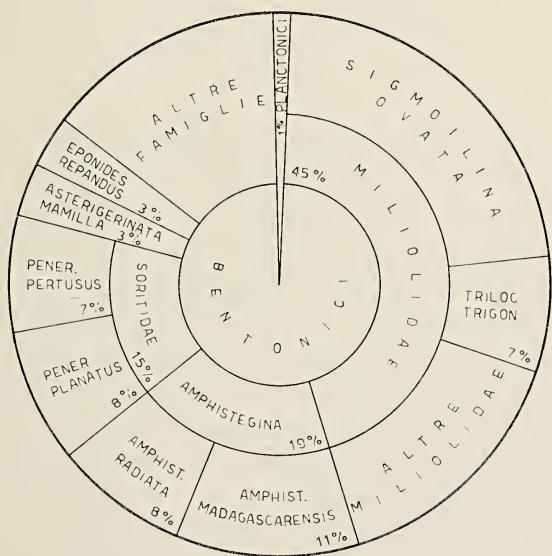 1% PLANCTONICI
SIGMOILINA
OVATA
45%
MILIOLIDAE
TRILOC
TRIGON
7%
ALTRE
MILIOLIDAE
BENTONICI
AMPHISTEGINA
19%
AMPHIST.
MADAGASCARENSIS
11%
AMPHIST.
RADIATA
8%
SORITIDAE
15%
PENER
PLANATUS
8%
PENER.
PERTUSUS
7%
ASTERIGERINATA
MAMILLA 3%
EPONIDES
REPANDUS
3%
ALTRE
FAMIGLIE